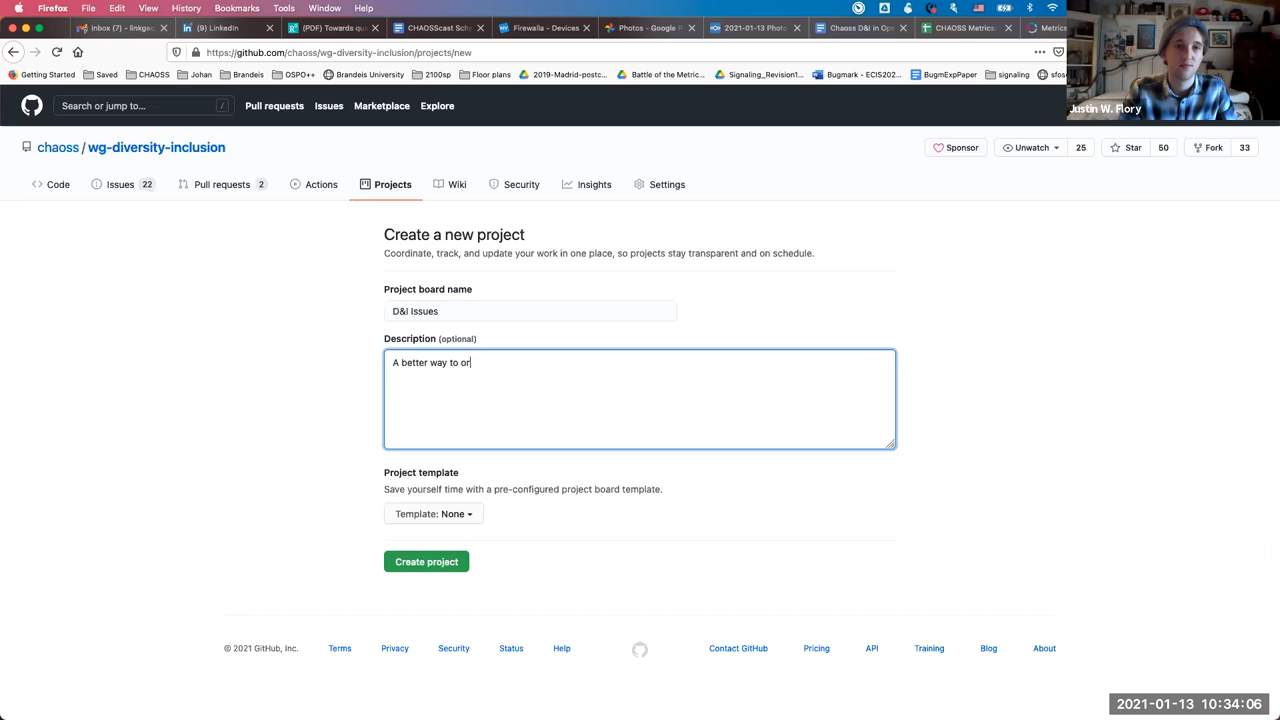 Firefox File Edit View History Bookmarks Tools Window Help
Inbox (7) - linkgeo
(9) LinkedIn
(PDF) Towards qu
CHAOSScast Sche
Firewalla - Devices
Photos - Google P
2021-01-13 Photo
Chaoss D&I in Ope
CHAOSS Metrics:
Metrics
https://github.com/chaoss/wg-diversity-inclusion/projects/new
Getting Started Saved CHAOSS Johan Brandeis OSPO++ Brandeis University 2100sp Floor plans 2019-Madrid-postc... Battle of the Metric... Signaling_Revision1... Bugmark - ECIS202... BugmExpPaper signaling sfos
Justin W. Flory
Search or jump to... / Pull requests Issues Marketplace Explore
chaoss / wg-diversity-inclusion
Sponsor Unwatch 25 Star 50 Fork 33
Code Issues 22 Pull requests 2 Actions Projects Wiki Security Insights Settings
Create a new project
Coordinate, track, and update your work in one place, so projects stay transparent and on schedule.
Project board name
D&I Issues
Description (optional)
A better way to or
Project template
Save yourself time with a pre-configured project board template.
Template: None
Create project
© 2021 GitHub, Inc. Terms Privacy Security Status Help Contact GitHub Pricing API Training Blog About
2021-01-13 10:34:06